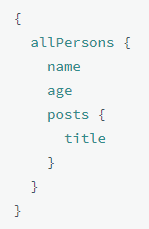 {
  allPersons {
    name
    age
    posts {
      title
    }
  }
}